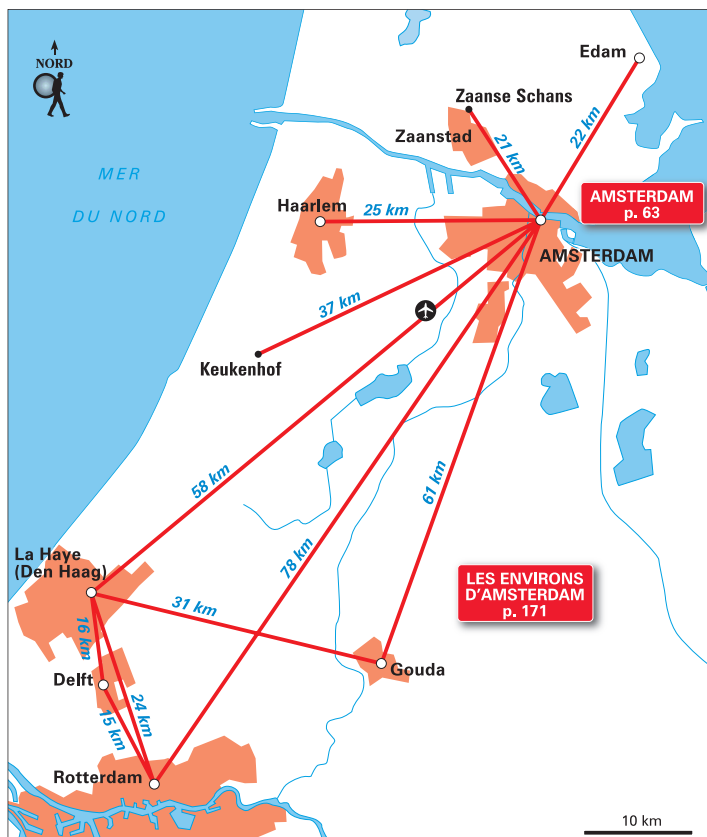 NORD
Edam
Zaanse Schans
Zaanstad
22 km
21 km
MER
DU NORD
AMSTERDAM
p. 63
Haarlem
25 km
AMSTERDAM
37 km
Keukenhof
58 km
61 km
78 km
La Haye
(Den Haag)
LES ENVIRONS
D'AMSTERDAM
p. 171
31 km
16 km
Gouda
Delft
24 km
15 km
Rotterdam
10 km